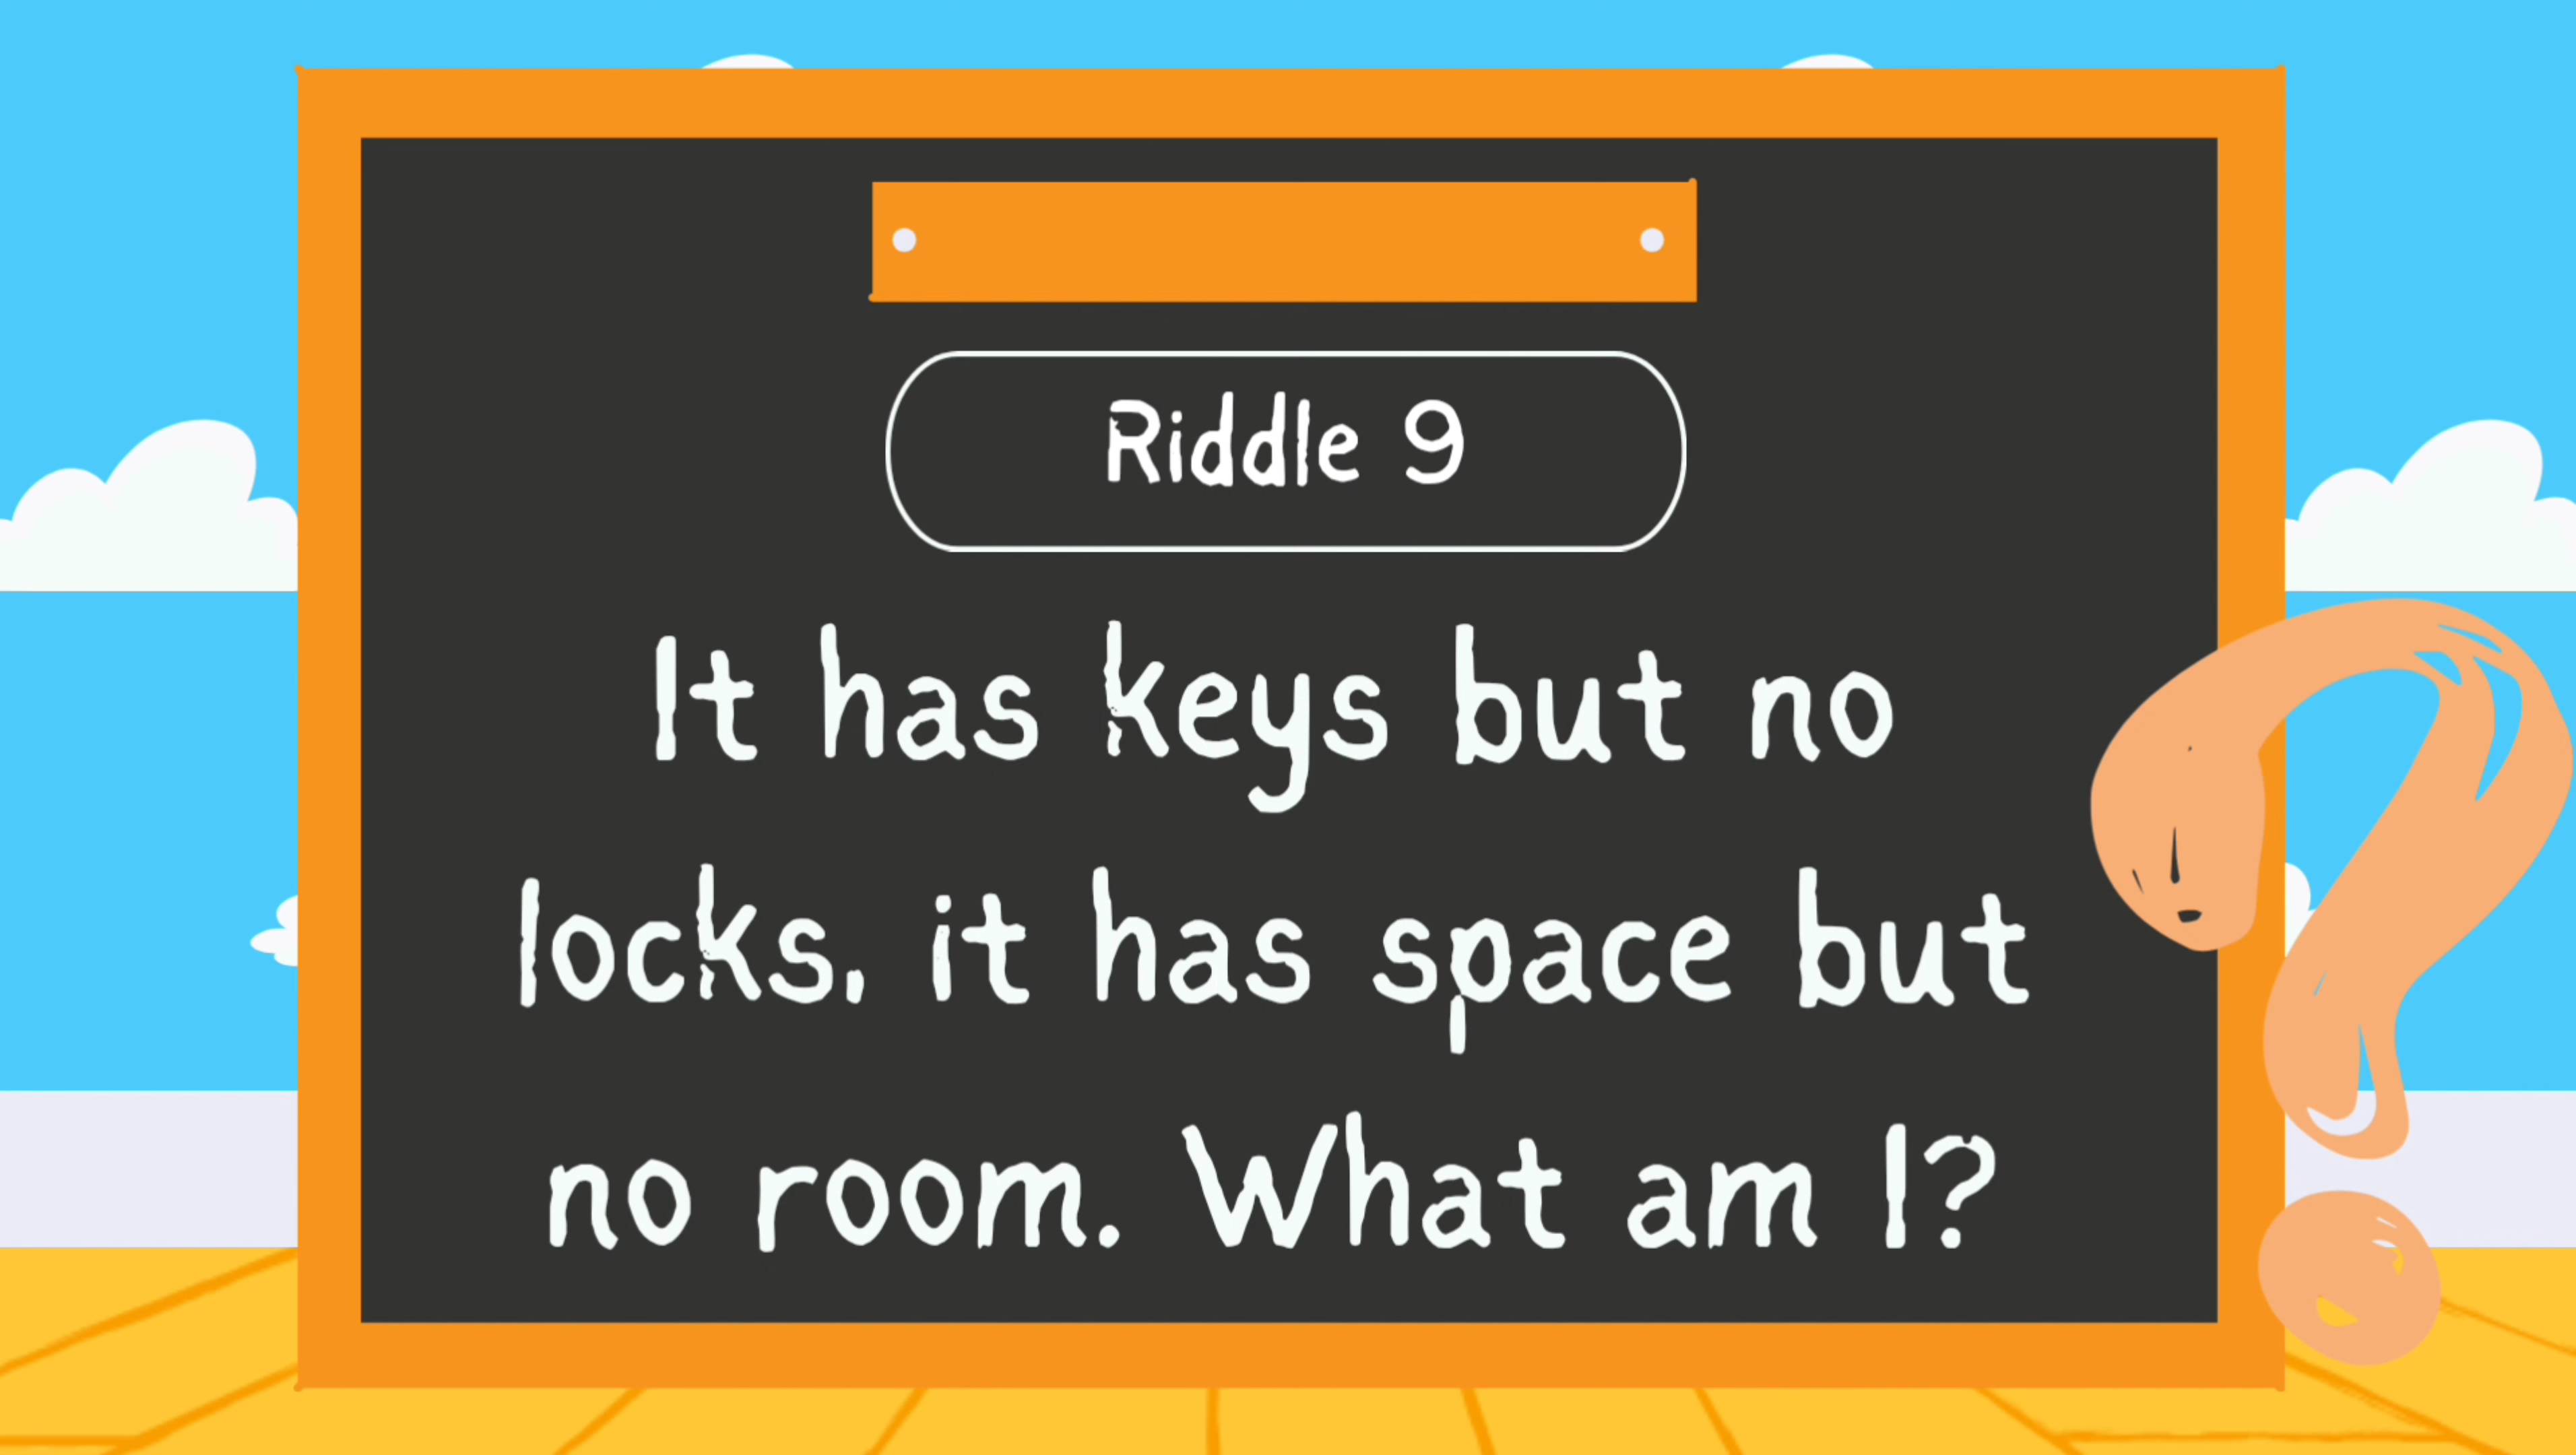 Riddle 9
It has keys but no
locks, it has space but
no room. What am I?